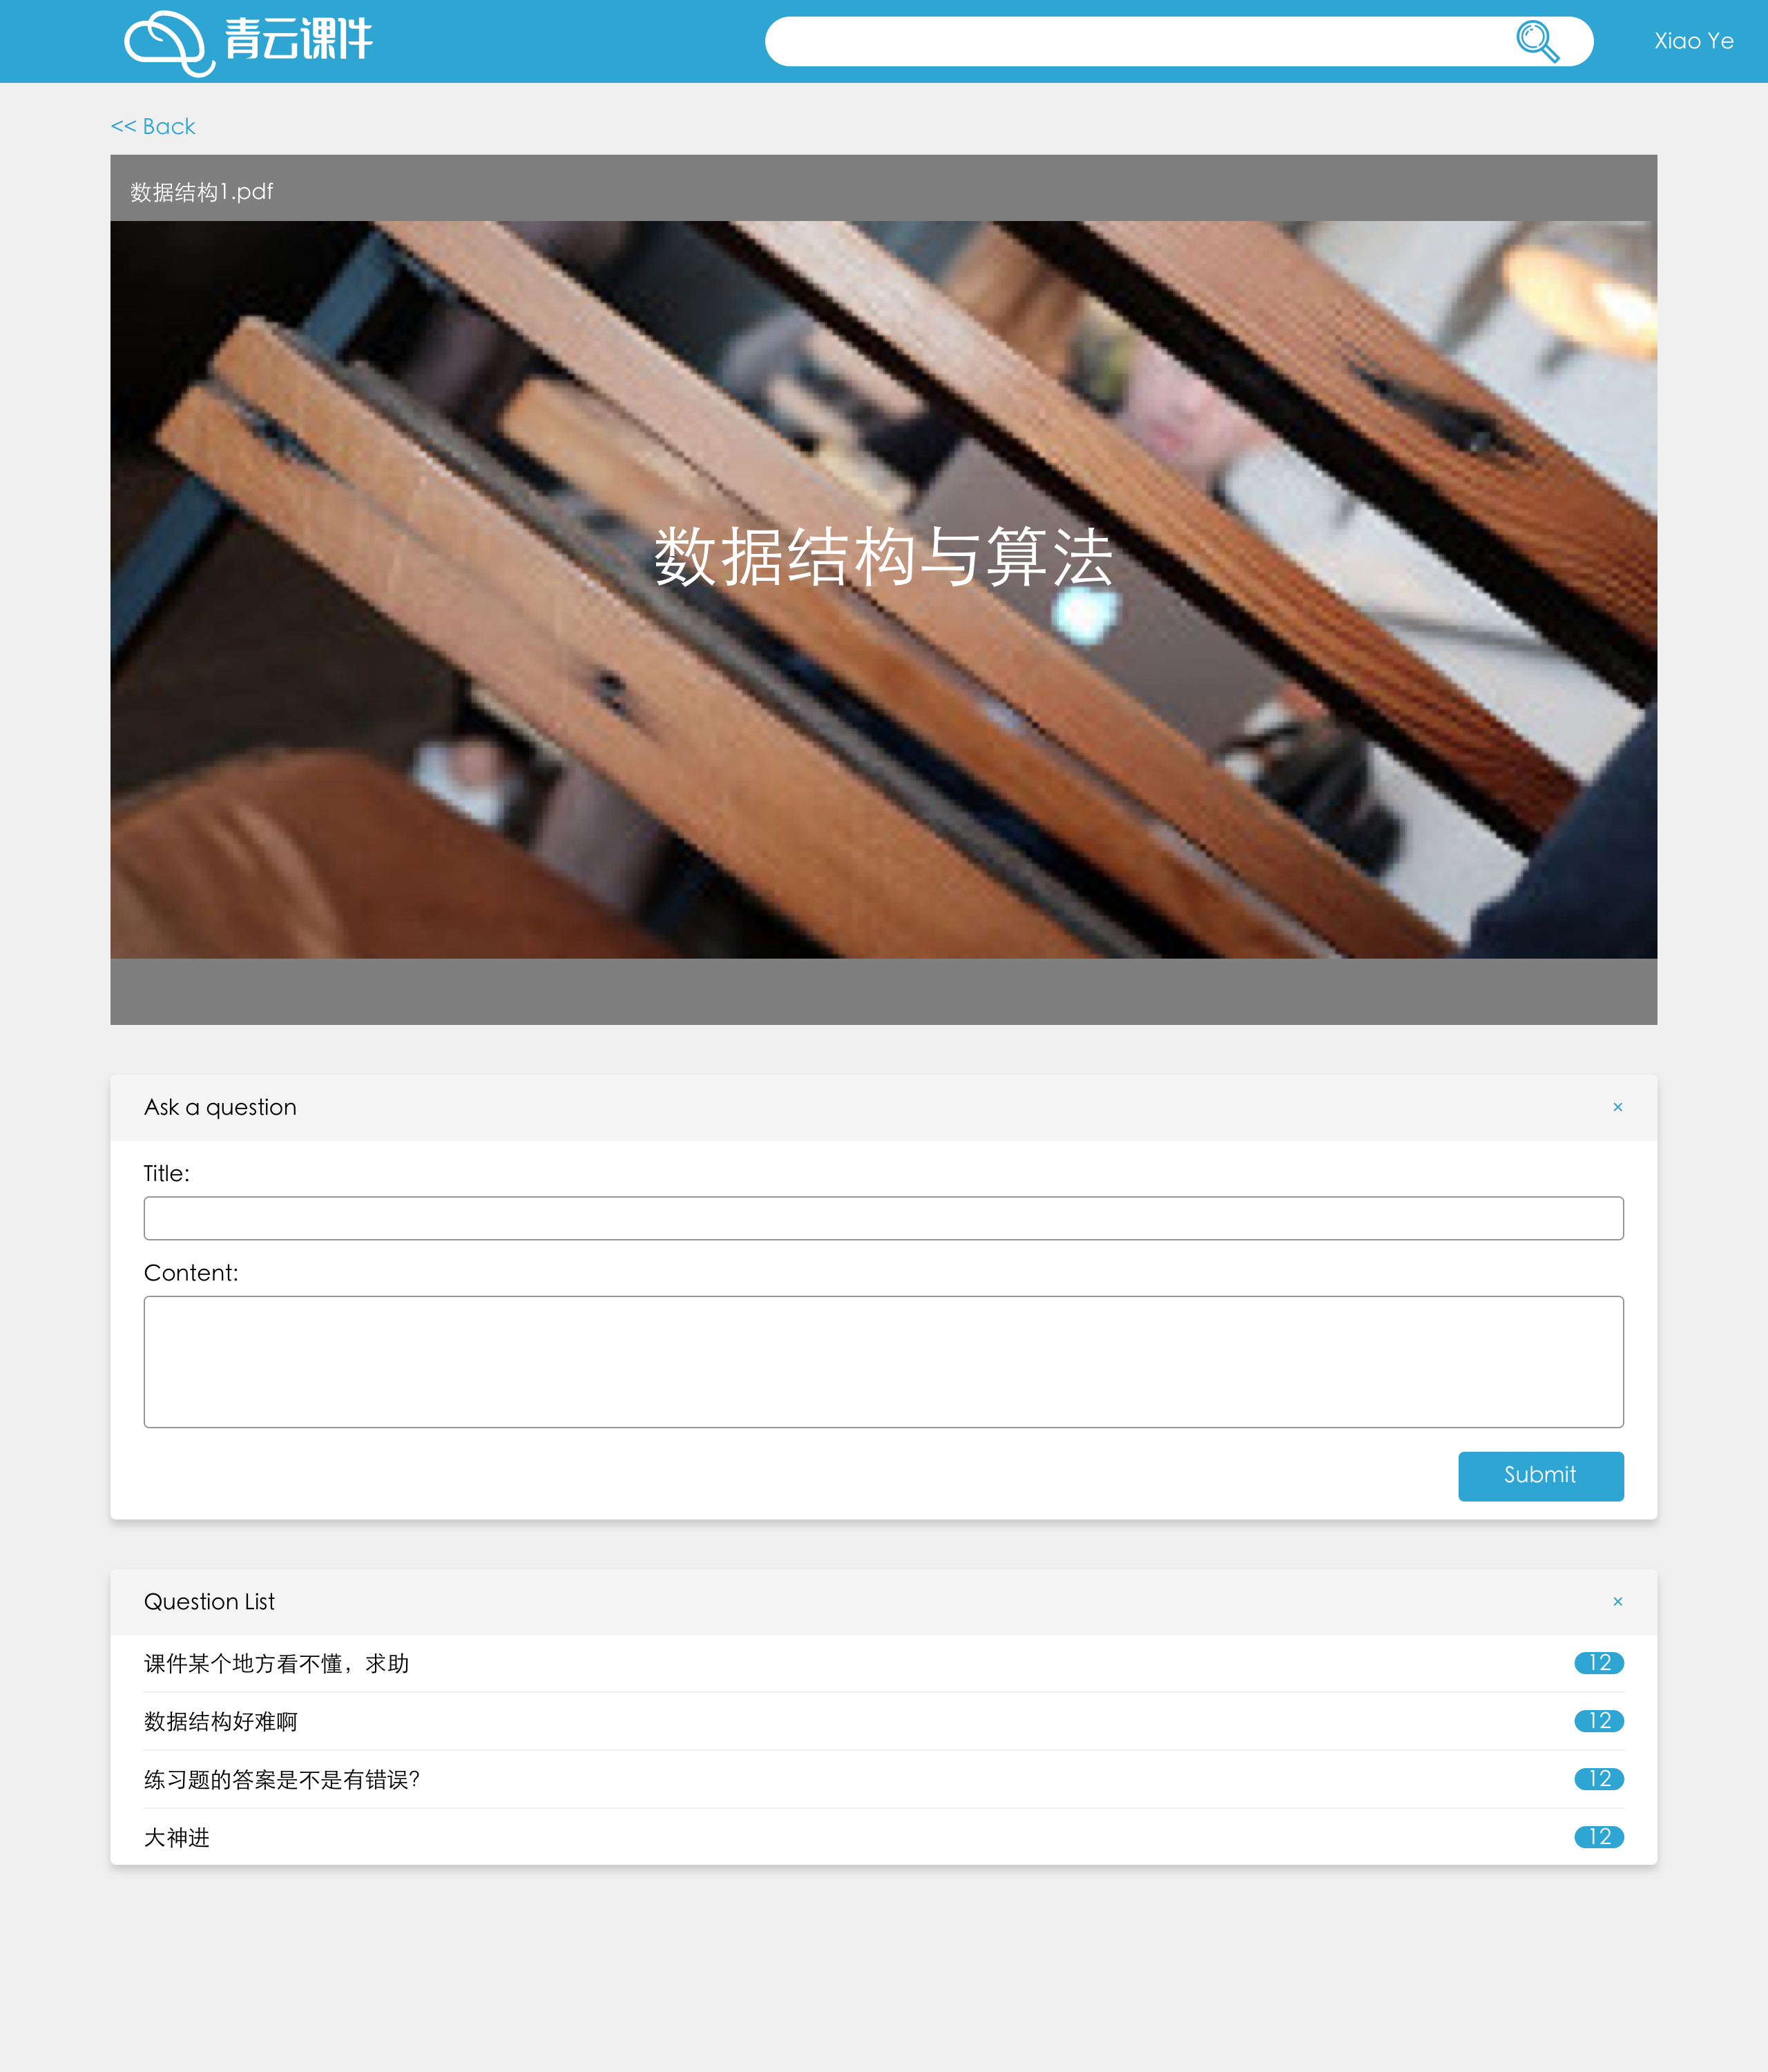 青云课件
Xiao Ye
<< Back
数据结构1.pdf
数据结构与算法
Ask a question
×
Title:
Content:
Submit
Question List
×
课件某个地方看不懂，求助
12
数据结构好难啊
12
练习题的答案是不是有错误?
12
大神进
12